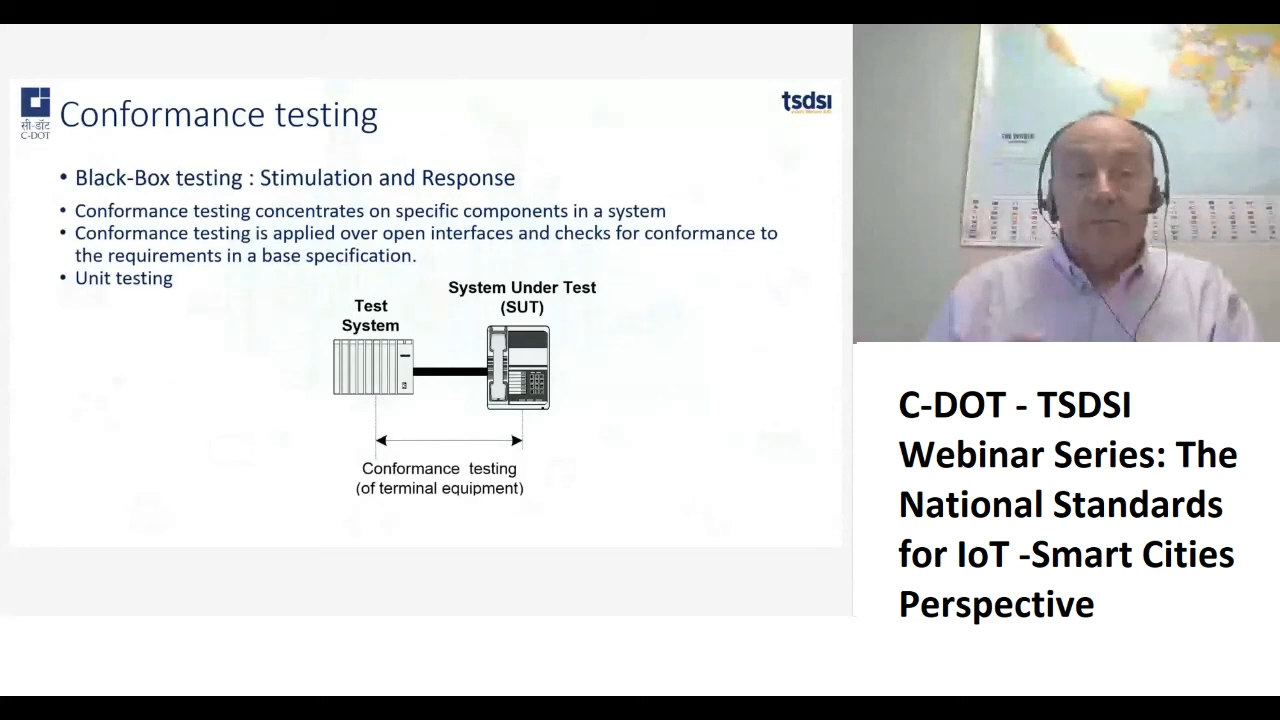 सी-डॉट
C-DOT
Conformance testing
tsdsi
• Black-Box testing : Stimulation and Response
• Conformance testing concentrates on specific components in a system
• Conformance testing is applied over open interfaces and checks for conformance to
the requirements in a base specification.
• Unit testing
System Under Test
(SUT)
Test
System
Conformance testing
(of terminal equipment)
C-DOT - TSDSI
Webinar Series: The
National Standards
for IoT -Smart Cities
Perspective